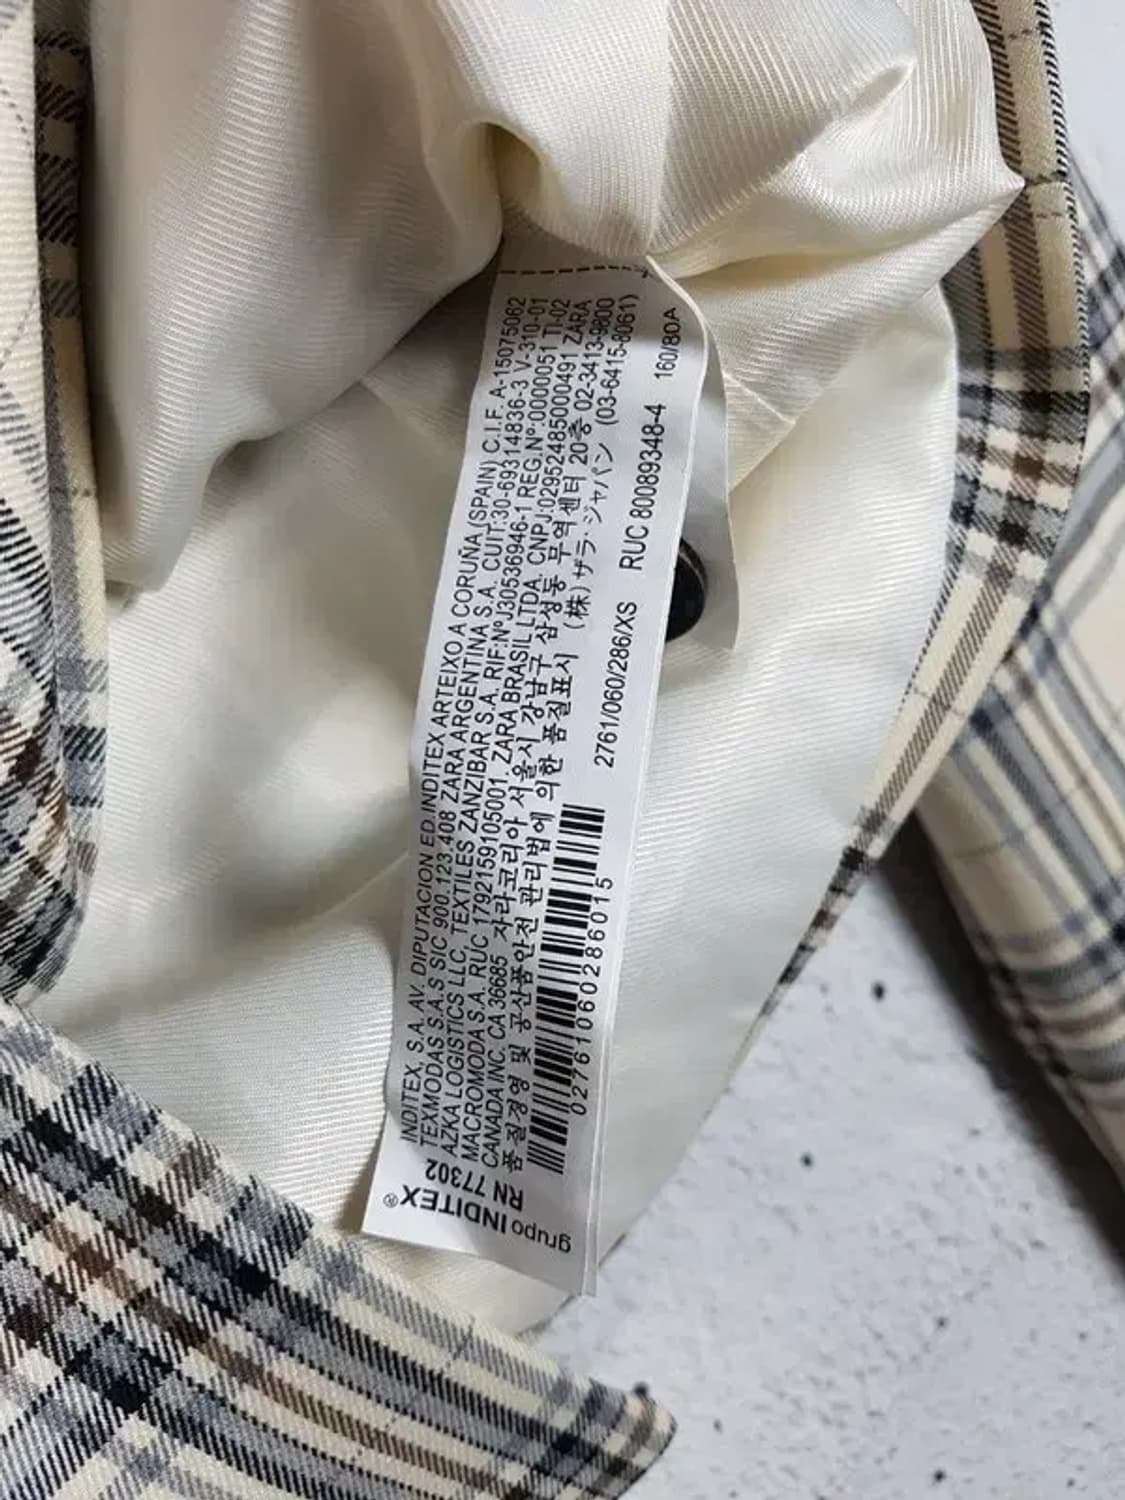 INDITEX, S.A. AV. DIPUTACION ED.INDITEX ARTEIXO A CORUÑA (SPAIN) C.I.F. A-15075062
TEXMODAS S.A.S SIC 900.123.408 ZARA ARGENTINA S.A. CUIT:30-69314836-3 V-310-01
AZKA LOGISTICS LLC, TEXTILES ZANZIBAR S.A. RIF:NºJ30536946-1 REG.Nº:0000051 TI-02
MACROMODA S.A. RUC 1792159105001. ZARA BRASIL LTDA. CNPJ:02952485000491 ZARA
CANADA INC. CA 36685 자라코리아 서울시 강남구 삼성동 무역센터 20층 02-3413-9800
품질경영 및 공산품안전 관리법에 의한 품질표시 (株)ザラ·ジャパン (03-6415-8061)
2761/060/286/XS RUC 80089348-4 160/80A
02761060286015
grupo INDITEX®
RN 77302